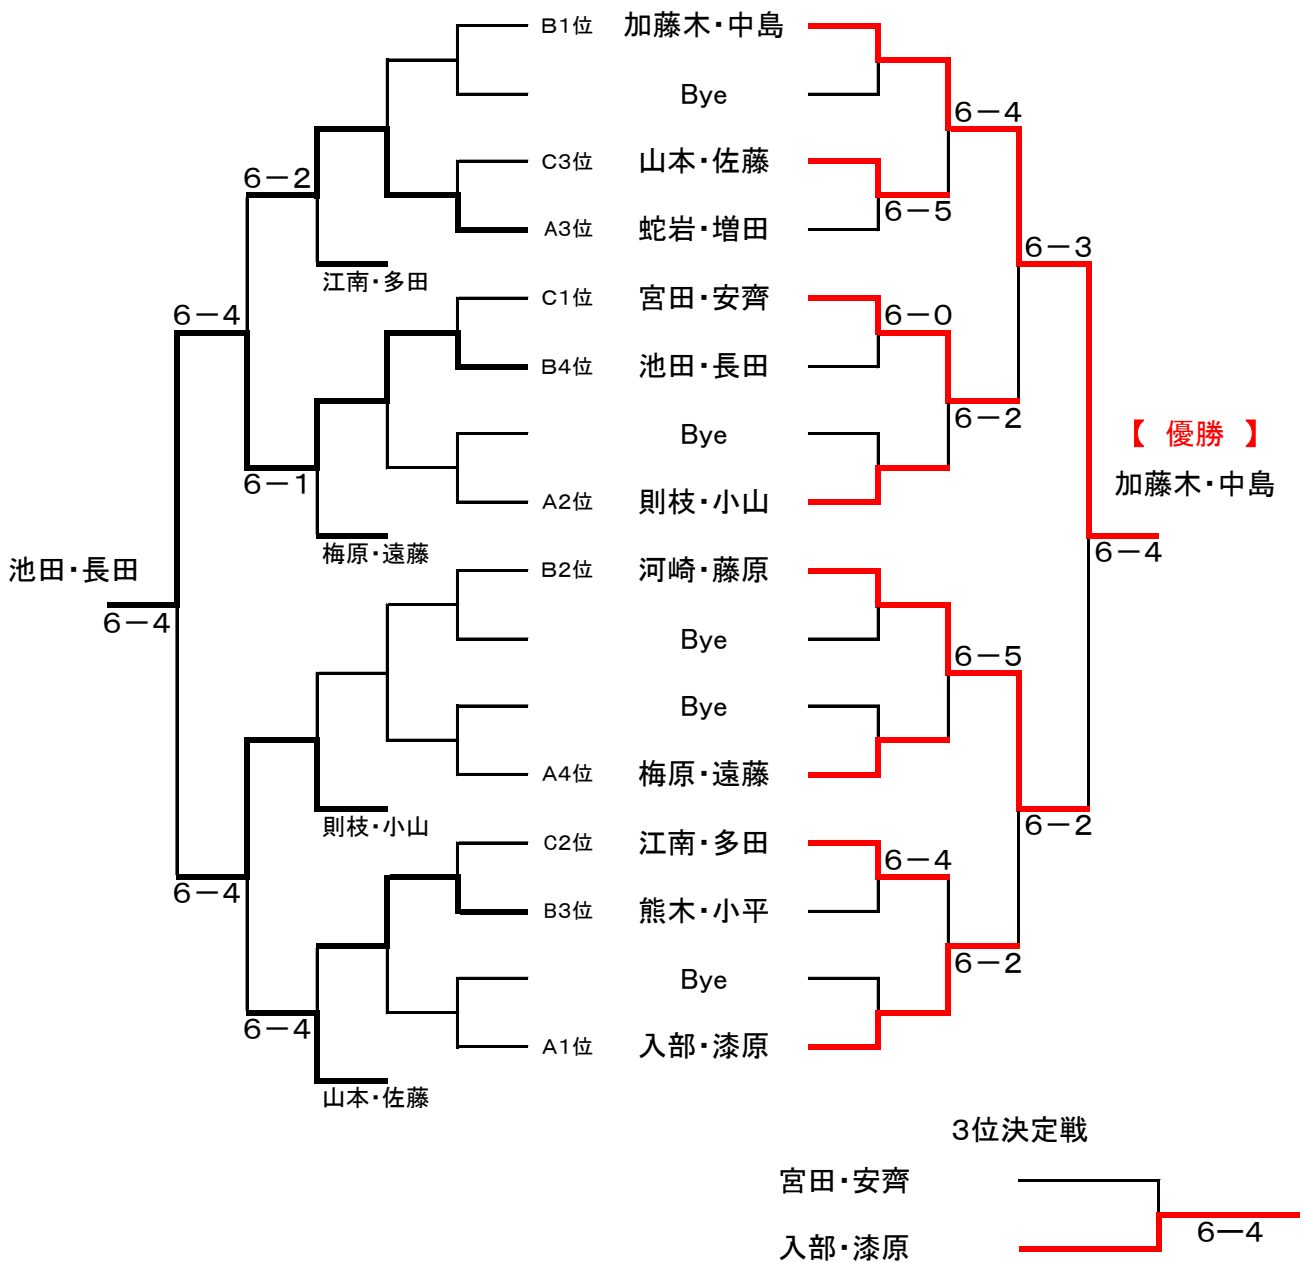 B1位 加藤木・中島
Bye
6－4
C3位 山本・佐藤
6－2
6－5
A3位 蛇岩・増田
6－3
江南・多田
C1位 宮田・安齊
6－4
6－0
B4位 池田・長田
6－2
Bye
【 優勝 】
加藤木・中島
6－1
A2位 則枝・小山
梅原・遠藤
6－4
池田・長田
B2位 河崎・藤原
6－4
Bye
6－5
Bye
A4位 梅原・遠藤
則枝・小山
6－2
C2位 江南・多田
6－4
6－4
B3位 熊木・小平
6－2
Bye
6－4
A1位 入部・漆原
山本・佐藤
3位決定戦
宮田・安齊
6－4
入部・漆原